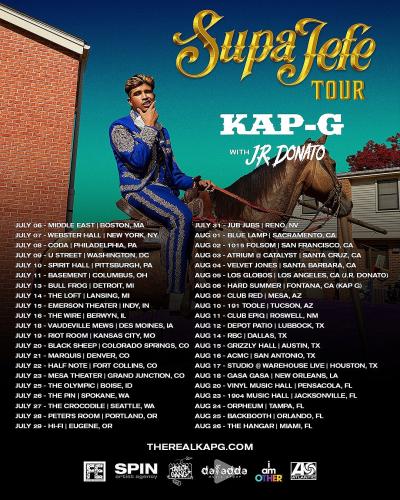 SupaJefé
TOUR
KAP-G
WITH J.R. DONATO
JULY 06 - MIDDLE EAST | BOSTON, MA
JULY 07 - WEBSTER HALL | NEW YORK, NY
JULY 08 - CODA | PHILADELPHIA, PA
JULY 09 - U STREET | WASHINGTON, DC
JULY 10 - SPIRIT HALL | PITTSBURGH, PA
JULY 11 - BASEMENT | COLUMBUS, OH
JULY 13 - BULL FROG | DETROIT, MI
JULY 14 - THE LOFT | LANSING, MI
JULY 15 - EMERSON THEATER | INDY, IN
JULY 16 - THE WIRE | BERWYN, IL
JULY 18 - VAUDEVILLE MEWS | DES MOINES, IA
JULY 19 - RIOT ROOM | KANSAS CITY, MO
JULY 20 - BLACK SHEEP | COLORADO SPRINGS, CO
JULY 21 - MARQUIS | DENVER, CO
JULY 22 - HALF NOTE | FORT COLLINS, CO
JULY 23 - MESA THEATER | GRAND JUNCTION, CO
JULY 25 - THE OLYMPIC | BOISE, ID
JULY 26 - THE PIN | SPOKANE, WA
JULY 27 - THE CROCODILE | SEATTLE, WA
JULY 28 - PETER'S ROOM | PORTLAND, OR
JULY 29 - HI-FI | EUGENE, OR
JULY 31 - JUB JUBS | RENO, NV
AUG 01 - BLUE LAMP | SACRAMENTO, CA
AUG 02 - 1015 FOLSOM | SAN FRANCISCO, CA
AUG 03 - ATRIUM @ CATALYST | SANTA CRUZ, CA
AUG 04 - VELVET JONES | SANTA BARBARA, CA
AUG 05 - LOS GLOBOS | LOS ANGELES, CA (J.R. DONATO)
AUG 06 - HARD SUMMER | FONTANA, CA (KAP G)
AUG 09 - CLUB RED | MESA, AZ
AUG 10 - 191 TOOLE | TUCSON, AZ
AUG 11 - CLUB EPIQ | ROSWELL, NM
AUG 12 - DEPOT PATIO | LUBBOCK, TX
AUG 14 - RBC | DALLAS, TX
AUG 15 - GRIZZLY HALL | AUSTIN, TX
AUG 16 - ACMC | SAN ANTONIO, TX
AUG 17 - STUDIO @ WAREHOUSE LIVE | HOUSTON, TX
AUG 18 - GASA GASA | NEW ORLEANS, LA
AUG 20 - VINYL MUSIC HALL | PENSACOLA, FL
AUG 23 - 1904 MUSIC HALL | JACKSONVILLE, FL
AUG 24 - ORPHEUM | TAMPA, FL
AUG 25 - BACKBOOTH | ORLANDO, FL
AUG 26 - THE HANGAR | MIAMI, FL
THEREALKAPG.COM
SPIN
artist agency
dafadda
i am
OTHER
ATLANTIC